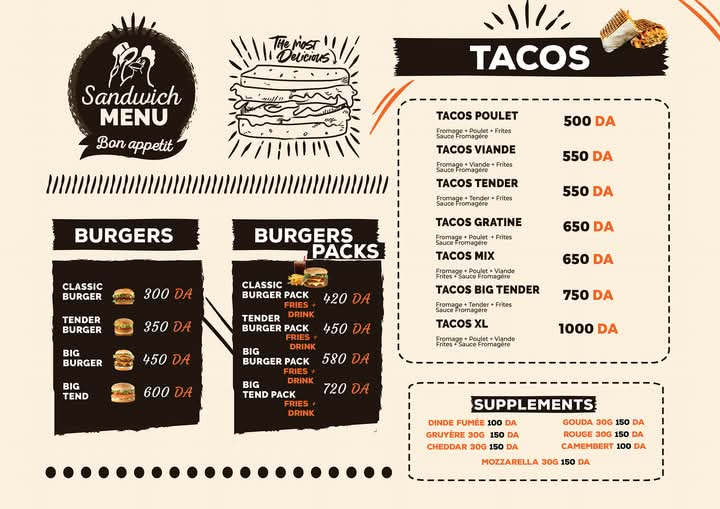 Sandwich
MENU
Bon appetit
The most
Delicious
TACOS
TACOS POULET
Fromage + Poulet + Frites
Sauce Fromagère
500 DA
TACOS VIANDE
Fromage + Viande + Frites
Sauce Fromagère
550 DA
TACOS TENDER
Fromage + Tender + Frites
Sauce Fromagère
550 DA
TACOS GRATINE
Fromage + Poulet + Frites
Sauce Fromagère
650 DA
TACOS MIX
Fromage + Poulet + Viande
+ Frites + Sauce Fromagère
650 DA
TACOS BIG TENDER
Fromage + Tender + Frites
Sauce Fromagère
750 DA
TACOS XL
Fromage + Poulet + Viande
Frites + Sauce Fromagère
1000 DA
BURGERS
CLASSIC
BURGER
300 DA
TENDER
BURGER
350 DA
BIG
BURGER
450 DA
BIG
TEND
600 DA
BURGERS
PACKS
CLASSIC
BURGER PACK
FRIES +
DRINK
420 DA
TENDER
BURGER PACK
FRIES +
DRINK
450 DA
BIG
BURGER PACK
FRIES +
DRINK
580 DA
BIG
TEND PACK
FRIES +
DRINK
720 DA
SUPPLEMENTS
DINDE FUMÉE 100 DA
GRUYÈRE 30G 150 DA
CHEDDAR 30G 150 DA
GOUDA 30G 150 DA
ROUGE 30G 150 DA
CAMEMBERT 100 DA
MOZZARELLA 30G 150 DA